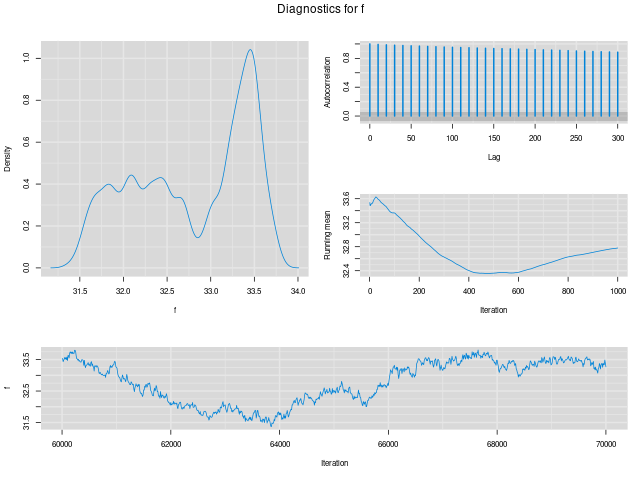 Diagnostics for f
Density
0.0 0.2 0.4 0.6 0.8 1.0
31.5 32.0 32.5 33.0 33.5 34.0
f
Autocorrelation
0.0 0.4 0.8
0 50 100 150 200 250 300
Lag
Running mean
32.4 32.8 33.2 33.6
0 200 400 600 800 1000
Iteration
f
31.5 32.5 33.5
60000 62000 64000 66000 68000 70000
Iteration